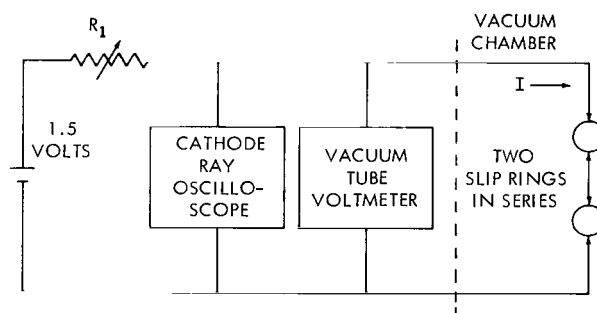 R1
1.5
VOLTS
CATHODE
RAY
OSCILLO-
SCOPE
VACUUM
TUBE
VOLTMETER
VACUUM
CHAMBER
I
TWO
SLIP RINGS
IN SERIES